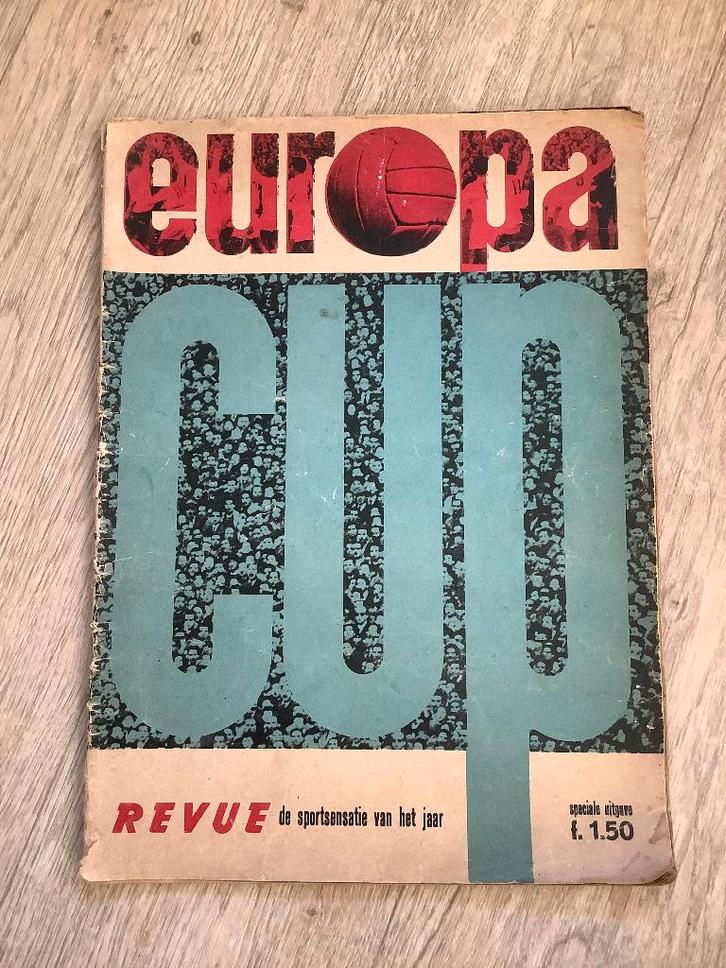 europa
cup
REVUE de sportsensatie van het jaar
speciale uitgave
f. 1.50